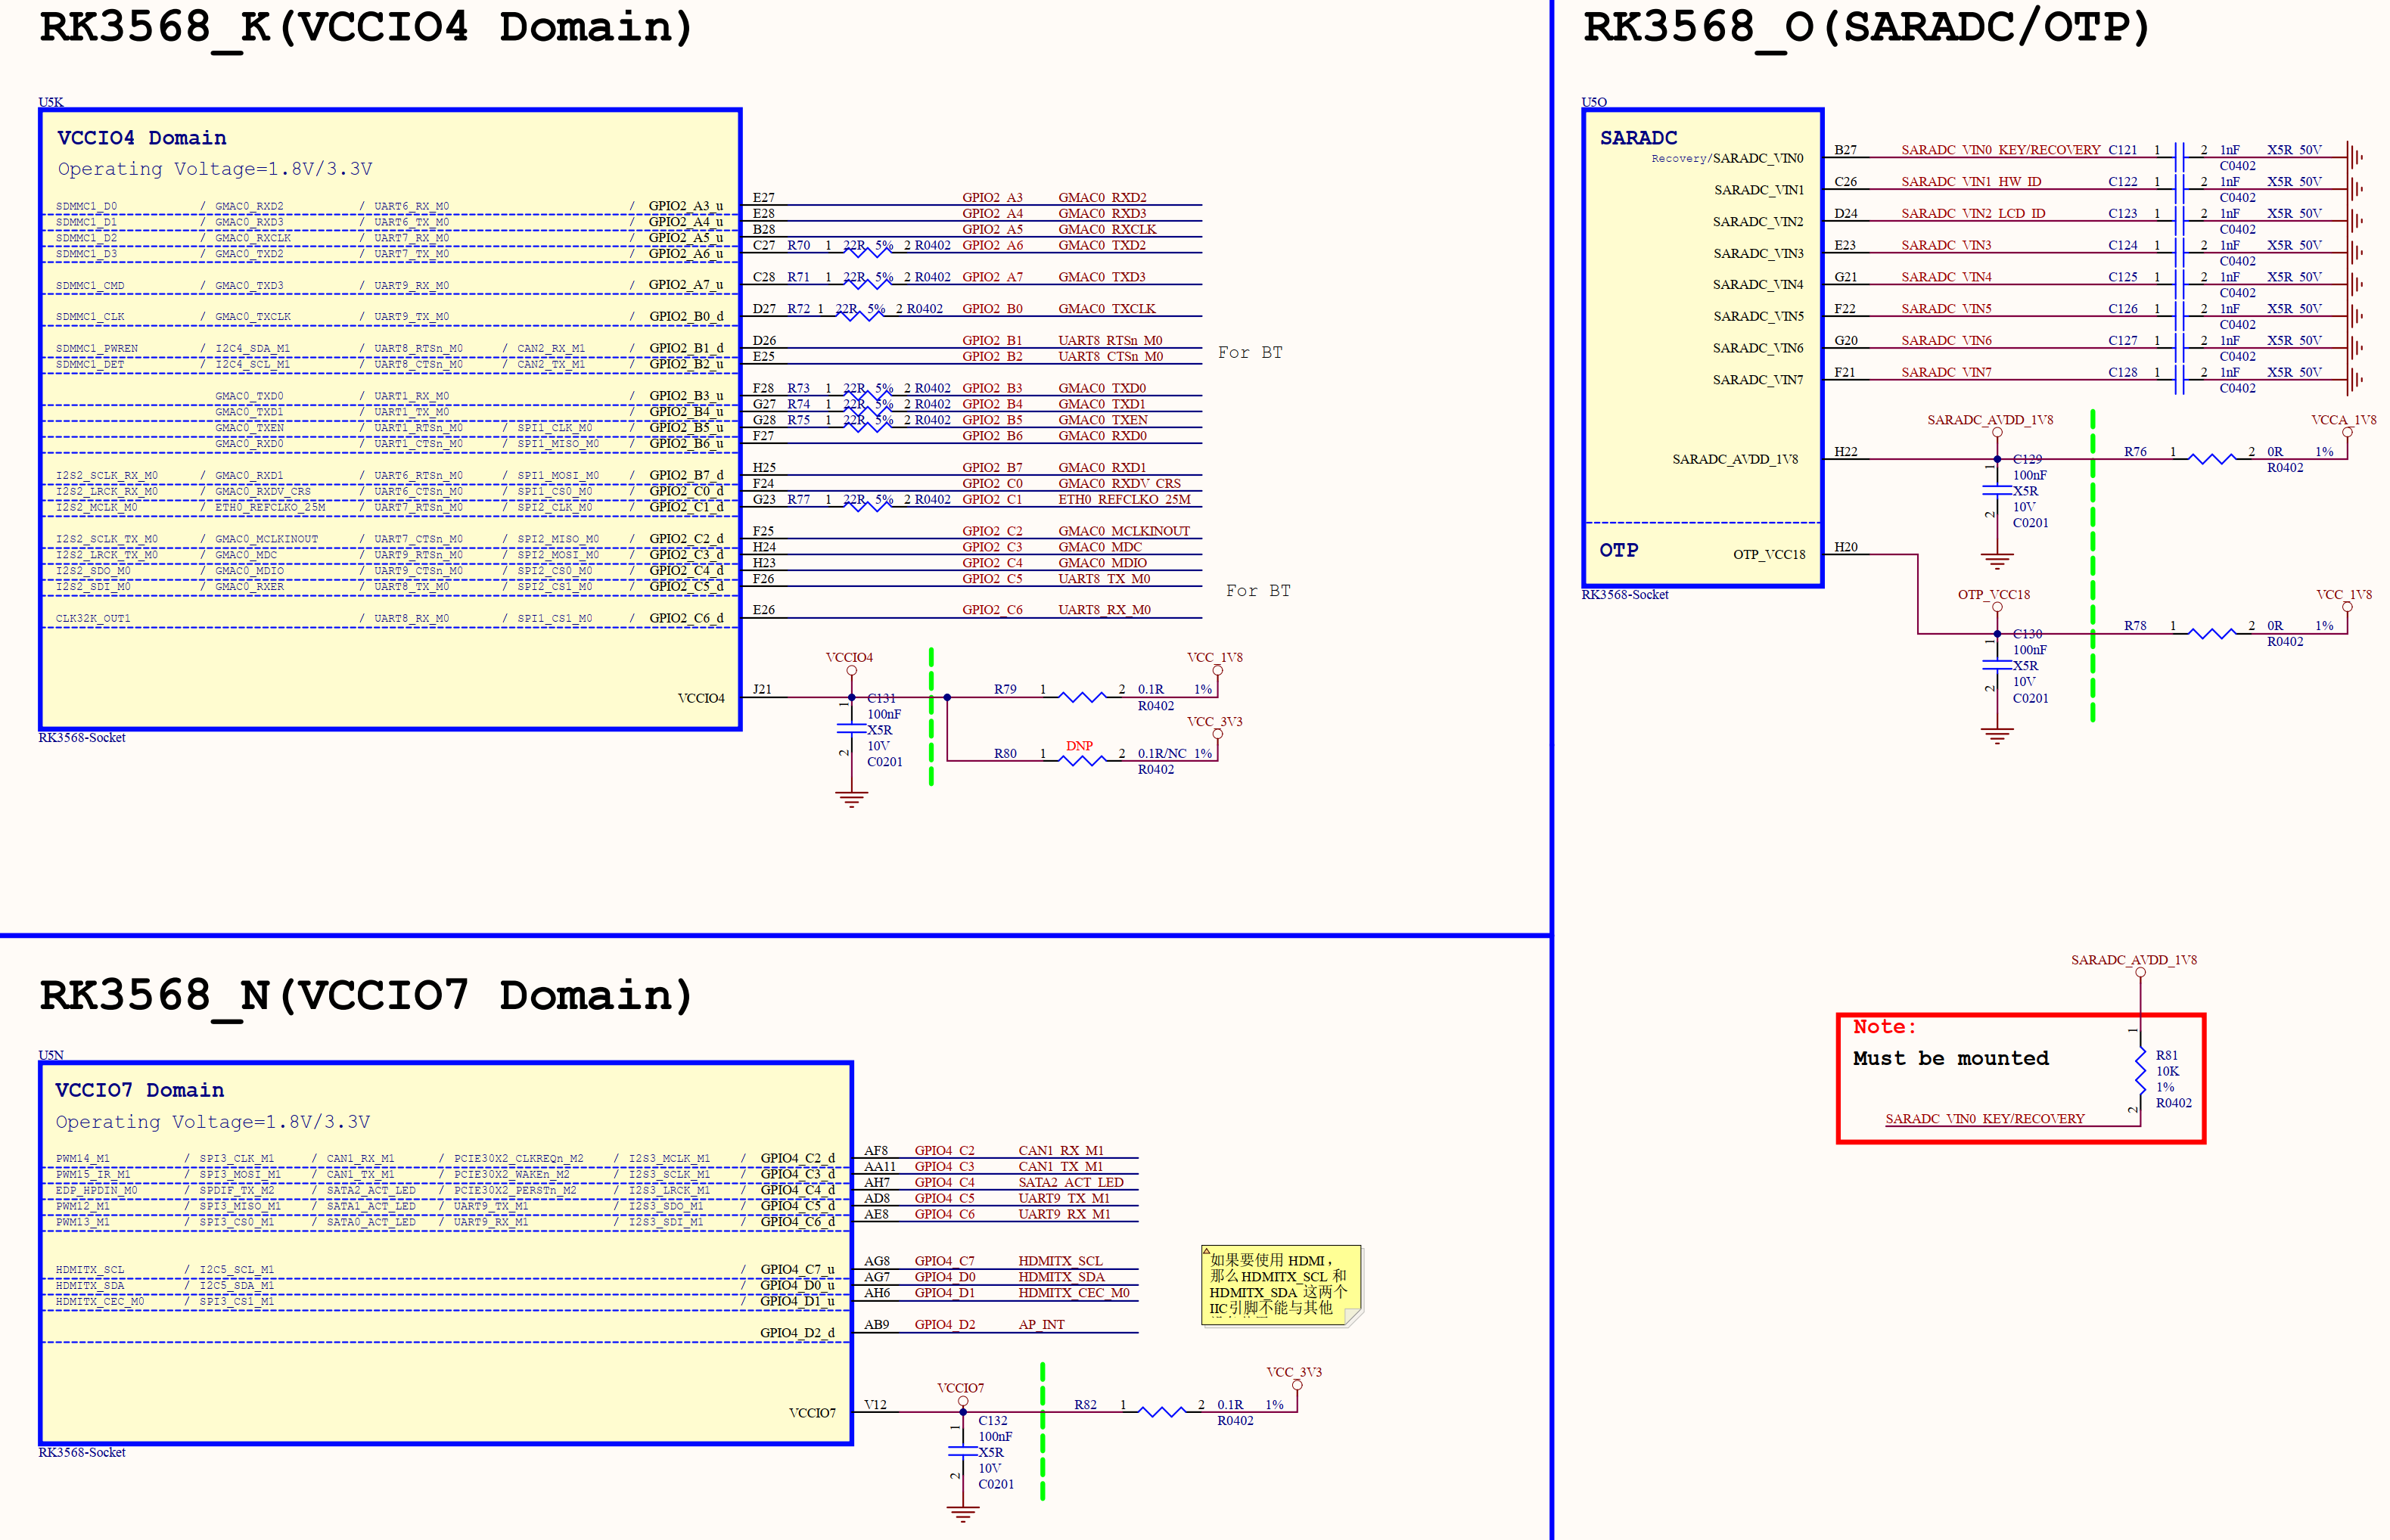 RK3568_K(VCCIO4 Domain)
U5K
VCCIO4 Domain
Operating Voltage=1.8V/3.3V
SDMMC1_D0 / GMAC0_RXD2 / UART6_RX_M0 / GPIO2_A3_u E27 GPIO2_A3 GMAC0_RXD2
SDMMC1_D1 / GMAC0_RXD3 / UART6_TX_M0 / GPIO2_A4_u E28 GPIO2_A4 GMAC0_RXD3
SDMMC1_D2 / GMAC0_RXCLK / UART7_RX_M0 / GPIO2_A5_u B28 GPIO2_A5 GMAC0_RXCLK
SDMMC1_D3 / GMAC0_TXD2 / UART7_TX_M0 / GPIO2_A6_u C27 R70 1 22R 5% 2 R0402 GPIO2_A6 GMAC0_TXD2
SDMMC1_CMD / GMAC0_TXD3 / UART9_RX_M0 / GPIO2_A7_u C28 R71 1 22R 5% 2 R0402 GPIO2_A7 GMAC0_TXD3
SDMMC1_CLK / GMAC0_TXCLK / UART9_TX_M0 / GPIO2_B0_d D27 R72 1 22R 5% 2 R0402 GPIO2_B0 GMAC0_TXCLK
SDMMC1_PWREN / I2C4_SDA_M1 / UART8_RTSn_M0 / CAN2_RX_M1 / GPIO2_B1_d D26 GPIO2_B1 UART8_RTSn_M0
SDMMC1_DET / I2C4_SCL_M1 / UART8_CTSn_M0 / CAN2_TX_M1 / GPIO2_B2_u E25 GPIO2_B2 UART8_CTSn_M0
For BT
GMAC0_TXD0 / UART1_RX_M0 / GPIO2_B3_u F28 R73 1 22R 5% 2 R0402 GPIO2_B3 GMAC0_TXD0
GMAC0_TXD1 / UART1_TX_M0 / GPIO2_B4_u G27 R74 1 22R 5% 2 R0402 GPIO2_B4 GMAC0_TXD1
GMAC0_TXEN / UART1_RTSn_M0 / SPI1_CLK_M0 / GPIO2_B5_u G28 R75 1 22R 5% 2 R0402 GPIO2_B5 GMAC0_TXEN
GMAC0_RXD0 / UART1_CTSn_M0 / SPI1_MISO_M0 / GPIO2_B6_u F27 GPIO2_B6 GMAC0_RXD0
I2S2_SCLK_RX_M0 / GMAC0_RXD1 / UART6_RTSn_M0 / SPI1_MOSI_M0 / GPIO2_B7_d H25 GPIO2_B7 GMAC0_RXD1
I2S2_LRCK_RX_M0 / GMAC0_RXDV_CRS / UART6_CTSn_M0 / SPI1_CS0_M0 / GPIO2_C0_d F24 GPIO2_C0 GMAC0_RXDV_CRS
I2S2_MCLK_M0 / ETH0_REFCLKO_25M / UART7_RTSn_M0 / SPI2_CLK_M0 / GPIO2_C1_d G23 R77 1 22R 5% 2 R0402 GPIO2_C1 ETH0_REFCLKO_25M
I2S2_SCLK_TX_M0 / GMAC0_MCLKINOUT / UART7_CTSn_M0 / SPI2_MISO_M0 / GPIO2_C2_d F25 GPIO2_C2 GMAC0_MCLKINOUT
I2S2_LRCK_TX_M0 / GMAC0_MDC / UART9_RTSn_M0 / SPI2_MOSI_M0 / GPIO2_C3_d H24 GPIO2_C3 GMAC0_MDC
I2S2_SDO_M0 / GMAC0_MDIO / UART9_CTSn_M0 / SPI2_CS0_M0 / GPIO2_C4_d H23 GPIO2_C4 GMAC0_MDIO
I2S2_SDI_M0 / GMAC0_RXER / UART8_TX_M0 / SPI2_CS1_M0 / GPIO2_C5_d F26 GPIO2_C5 UART8_TX_M0
For BT
CLK32K_OUT1 / UART8_RX_M0 / SPI1_CS1_M0 / GPIO2_C6_d E26 GPIO2_C6 UART8_RX_M0
VCCIO4 VCC_1V8
VCCIO4 J21 C131 R79 1 2 0.1R 1%
1 100nF R0402
X5R VCC_3V3
2 10V R80 1 DNP 2 0.1R/NC 1%
C0201 R0402
RK3568-Socket
RK3568_O(SARADC/OTP)
U5O
SARADC
Recovery/SARADC_VIN0 B27 SARADC_VIN0_KEY/RECOVERY C121 1 2 1nF X5R 50V
C0402
SARADC_VIN1 C26 SARADC_VIN1_HW_ID C122 1 2 1nF X5R 50V
C0402
SARADC_VIN2 D24 SARADC_VIN2_LCD_ID C123 1 2 1nF X5R 50V
C0402
SARADC_VIN3 E23 SARADC_VIN3 C124 1 2 1nF X5R 50V
C0402
SARADC_VIN4 G21 SARADC_VIN4 C125 1 2 1nF X5R 50V
C0402
SARADC_VIN5 F22 SARADC_VIN5 C126 1 2 1nF X5R 50V
C0402
SARADC_VIN6 G20 SARADC_VIN6 C127 1 2 1nF X5R 50V
C0402
SARADC_VIN7 F21 SARADC_VIN7 C128 1 2 1nF X5R 50V
C0402
SARADC_AVDD_1V8 VCCA_1V8
SARADC_AVDD_1V8 H22 C129 R76 1 2 0R 1%
1 100nF R0402
X5R
2 10V
C0201
OTP OTP_VCC18 H20
OTP_VCC18 VCC_1V8
RK3568-Socket
C130 R78 1 2 0R 1%
1 100nF R0402
X5R
2 10V
C0201
SARADC_AVDD_1V8
Note:
Must be mounted
1 R81
10K
1%
2 R0402
SARADC_VIN0_KEY/RECOVERY
RK3568_N(VCCIO7 Domain)
U5N
VCCIO7 Domain
Operating Voltage=1.8V/3.3V
PWM14_M1 / SPI3_CLK_M1 / CAN1_RX_M1 / PCIE30X2_CLKREQn_M2 / I2S3_MCLK_M1 / GPIO4_C2_d AF8 GPIO4_C2 CAN1_RX_M1
PWM15_IR_M1 / SPI3_MOSI_M1 / CAN1_TX_M1 / PCIE30X2_WAKEn_M2 / I2S3_SCLK_M1 / GPIO4_C3_d AA11 GPIO4_C3 CAN1_TX_M1
EDP_HPDIN_M0 / SPDIF_TX_M2 / SATA2_ACT_LED / PCIE30X2_PERSTn_M2 / I2S3_LRCK_M1 / GPIO4_C4_d AH7 GPIO4_C4 SATA2_ACT_LED
PWM12_M1 / SPI3_MISO_M1 / SATA1_ACT_LED / UART9_TX_M1 / I2S3_SDO_M1 / GPIO4_C5_d AD8 GPIO4_C5 UART9_TX_M1
PWM13_M1 / SPI3_CS0_M1 / SATA0_ACT_LED / UART9_RX_M1 / I2S3_SDI_M1 / GPIO4_C6_d AE8 GPIO4_C6 UART9_RX_M1
HDMITX_SCL / I2C5_SCL_M1 / GPIO4_C7_u AG8 GPIO4_C7 HDMITX_SCL
HDMITX_SDA / I2C5_SDA_M1 / GPIO4_D0_u AG7 GPIO4_D0 HDMITX_SDA
HDMITX_CEC_M0 / SPI3_CS1_M1 / GPIO4_D1_u AH6 GPIO4_D1 HDMITX_CEC_M0
GPIO4_D2_d AB9 GPIO4_D2 AP_INT
如果要使用 HDMI，
那么HDMITX_SCL 和
HDMITX_SDA 这两个
IIC引脚不能与其他
VCCIO7 VCC_3V3
VCCIO7 V12 R82 1 2 0.1R 1%
C132 R0402
1 100nF
X5R
2 10V
C0201
RK3568-Socket